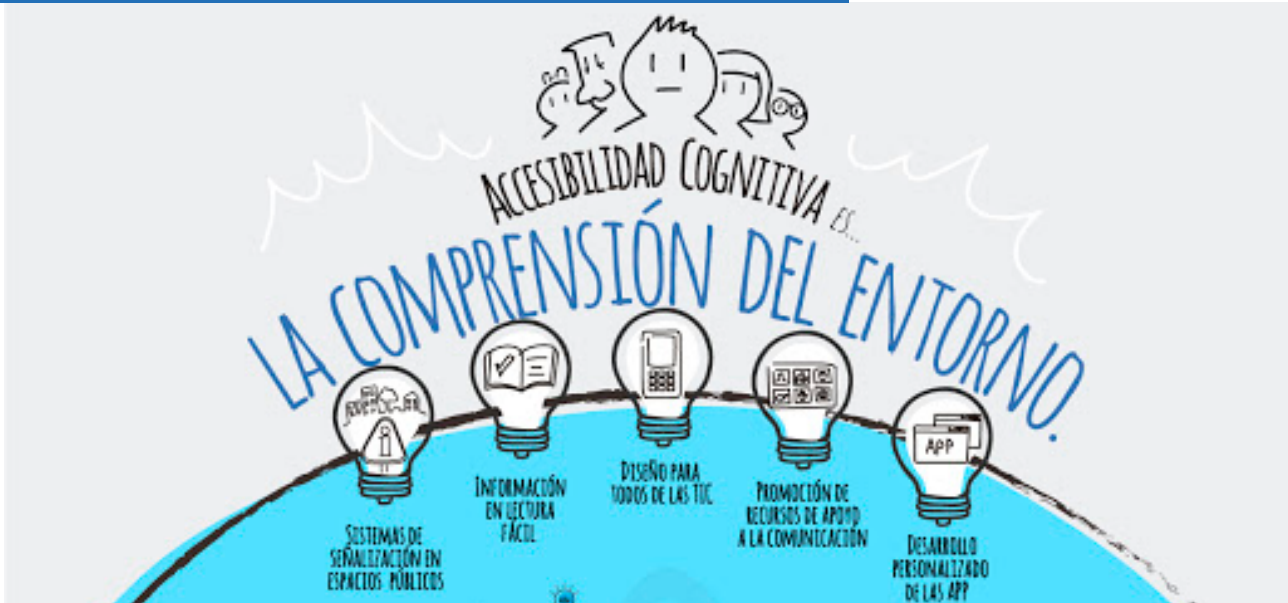 ACCESIBILIDAD COGNITIVA ES...
LA COMPRENSIÓN DEL ENTORNO.
SISTEMAS DE
SEÑALIZACIÓN EN
ESPACIOS PÚBLICOS
INFORMACIÓN
EN LECTURA
FÁCIL
DISEÑO PARA
TODOS DE LAS TIC
PROMOCIÓN DE
RECURSOS DE APOYO
A LA COMUNICACIÓN
APP
DESARROLLO
PERSONALIZADO
DE LAS APP